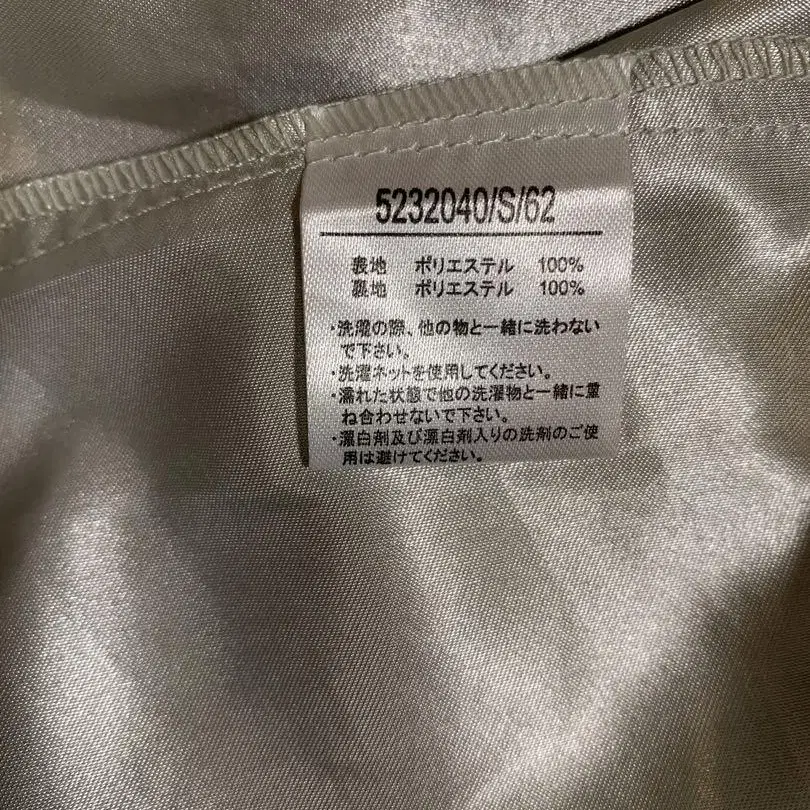 5232040/S/62
表地 ポリエステル 100%
裏地 ポリエステル 100%
・洗濯の際、他の物と一緒に洗わない
で下さい。
・洗濯ネットを使用してください。
・濡れた状態で他の洗濯物と一緒に重
ね合わせないで下さい。
・漂白剤及び漂白剤入りの洗剤のご使
用は避けてください。